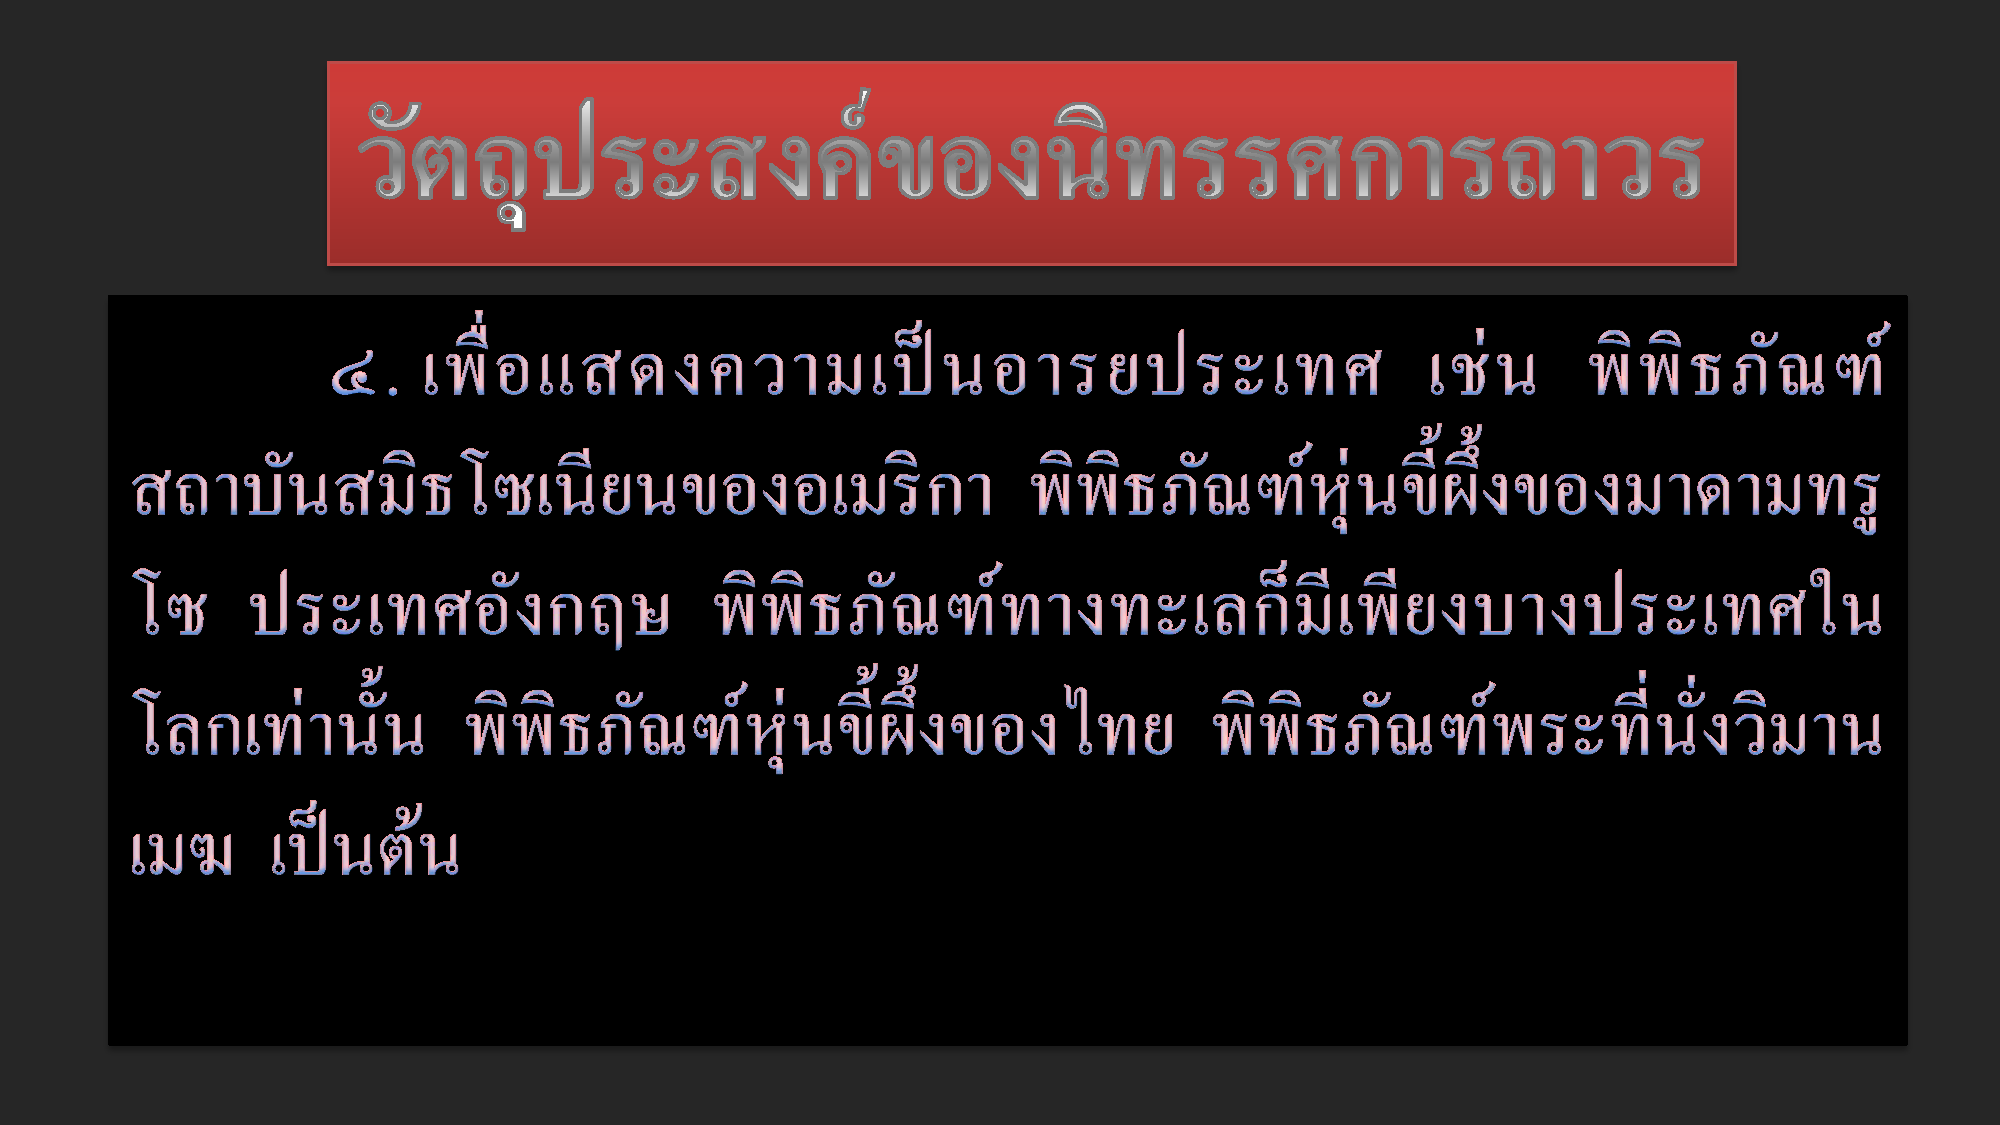 วัตถุประสงค์ของนิทรรศการถาวร
๔. เพื่อแสดงความเป็นอารยประเทศ เช่น พิพิธภัณฑ์
สถาบันสมิธโซเนียนของอเมริกา พิพิธภัณฑ์หุ่นขี้ผึ้งของมาดามทรู
โซ ประเทศอังกฤษ พิพิธภัณฑ์ทางทะเลก็มีเพียงบางประเทศใน
โลกเท่านั้น พิพิธภัณฑ์หุ่นขี้ผึ้งของไทย พิพิธภัณฑ์พระที่นั่งวิมาน
เมฆ เป็นต้น